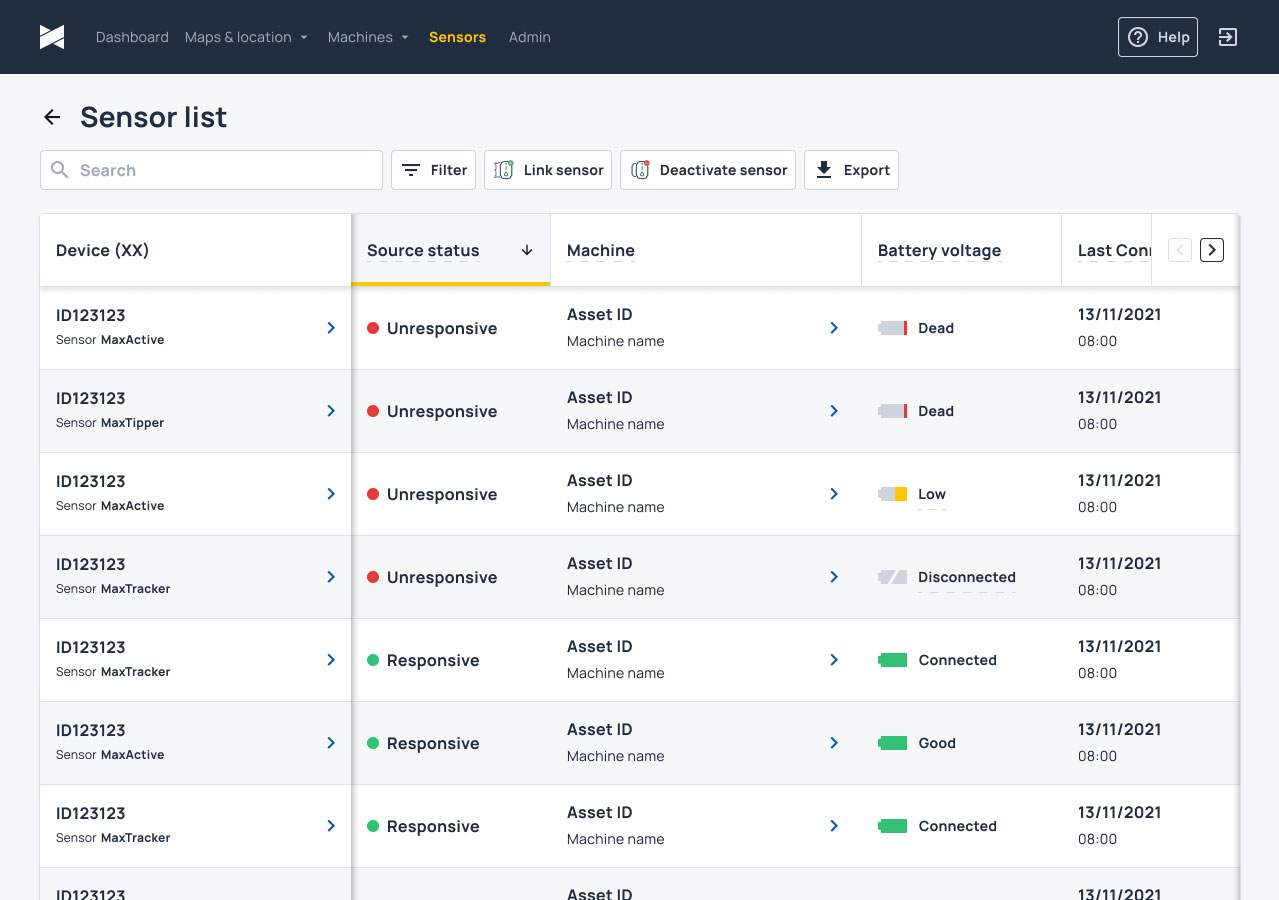 Dashboard Maps & location Machines Sensors Admin Help
Sensor list
Search Filter Link sensor Deactivate sensor Export
Device (XX) Source status Machine Battery voltage Last Conn
ID123123 Unresponsive Asset ID Dead 13/11/2021
Sensor MaxActive Machine name 08:00
ID123123 Unresponsive Asset ID Dead 13/11/2021
Sensor MaxTipper Machine name 08:00
ID123123 Unresponsive Asset ID Low 13/11/2021
Sensor MaxActive Machine name 08:00
ID123123 Unresponsive Asset ID Disconnected 13/11/2021
Sensor MaxTracker Machine name 08:00
ID123123 Responsive Asset ID Connected 13/11/2021
Sensor MaxTracker Machine name 08:00
ID123123 Responsive Asset ID Good 13/11/2021
Sensor MaxActive Machine name 08:00
ID123123 Responsive Asset ID Connected 13/11/2021
Sensor MaxTracker Machine name 08:00
ID123123 Asset ID 13/11/2021